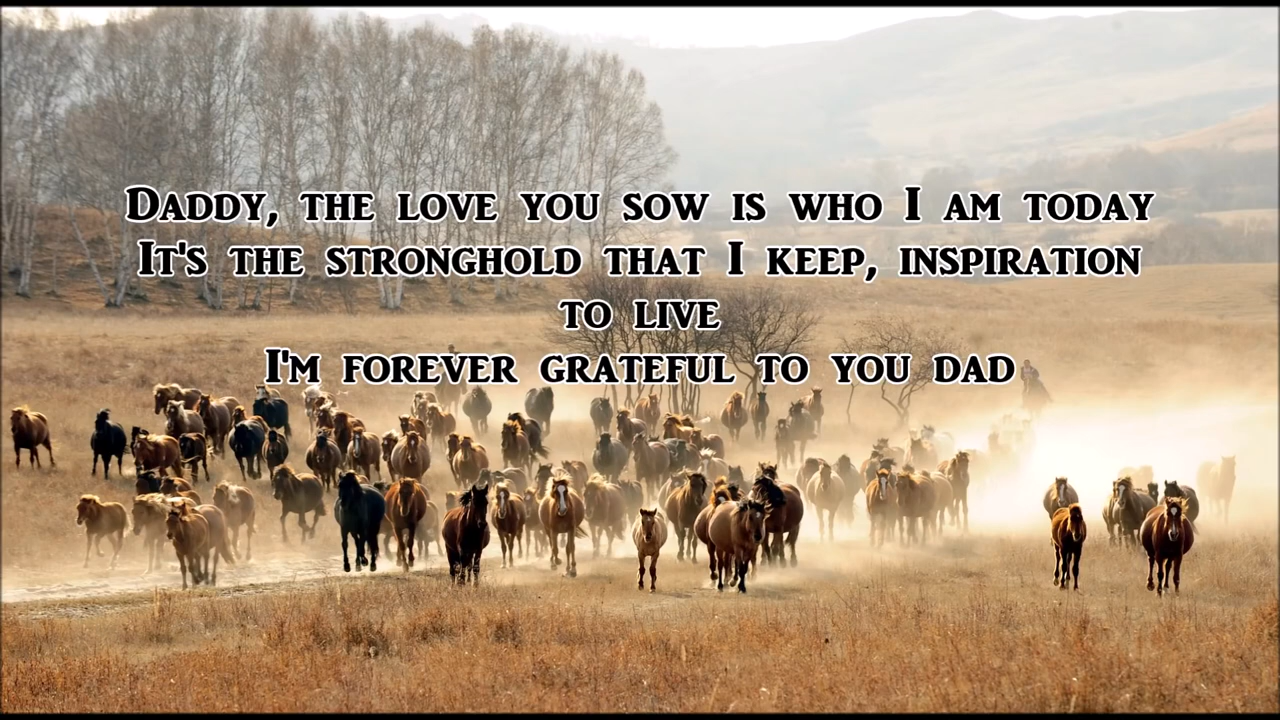 Daddy, the love you sow is who I am today
It's the stronghold that I keep, inspiration
to live
I'm forever grateful to you dad